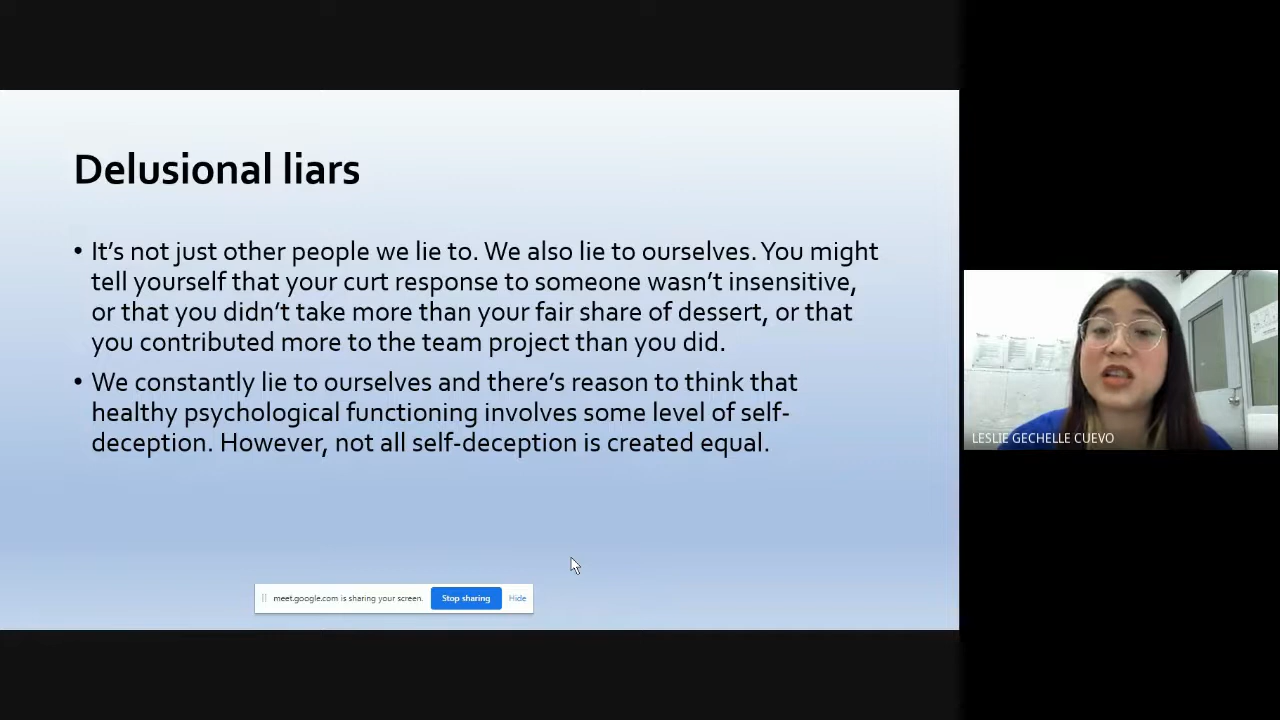 Delusional liars
• It’s not just other people we lie to. We also lie to ourselves. You might
tell yourself that your curt response to someone wasn’t insensitive,
or that you didn’t take more than your fair share of dessert, or that
you contributed more to the team project than you did.
• We constantly lie to ourselves and there’s reason to think that
healthy psychological functioning involves some level of self-
deception. However, not all self-deception is created equal.
meet.google.com is sharing your screen. Stop sharing Hide
LESLIE GECHELLE CUEVO